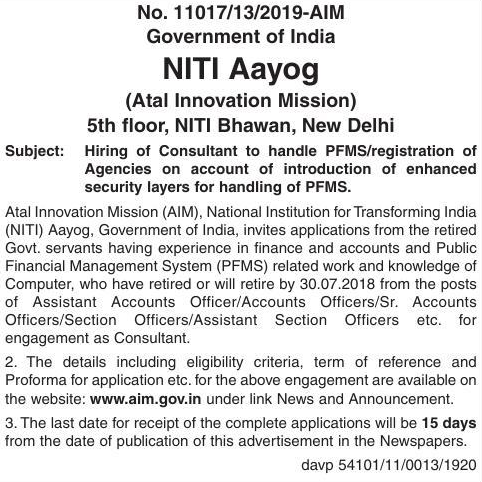 No. 11017/13/2019-AIM
Government of India
NITI Aayog
(Atal Innovation Mission)
5th floor, NITI Bhawan, New Delhi
Subject: Hiring of Consultant to handle PFMS/registration of
Agencies on account of introduction of enhanced
security layers for handling of PFMS.
Atal Innovation Mission (AIM), National Institution for Transforming India
(NITI) Aayog, Government of India, invites applications from the retired
Govt. servants having experience in finance and accounts and Public
Financial Management System (PFMS) related work and knowledge of
Computer, who have retired or will retire by 30.07.2018 from the posts
of Assistant Accounts Officer/Accounts Officers/Sr. Accounts
Officers/Section Officers/Assistant Section Officers etc. for
engagement as Consultant.
2. The details including eligibility criteria, term of reference and
Proforma for application etc. for the above engagement are available on
the website: www.aim.gov.in under link News and Announcement.
3. The last date for receipt of the complete applications will be 15 days
from the date of publication of this advertisement in the Newspapers.
davp 54101/11/0013/1920